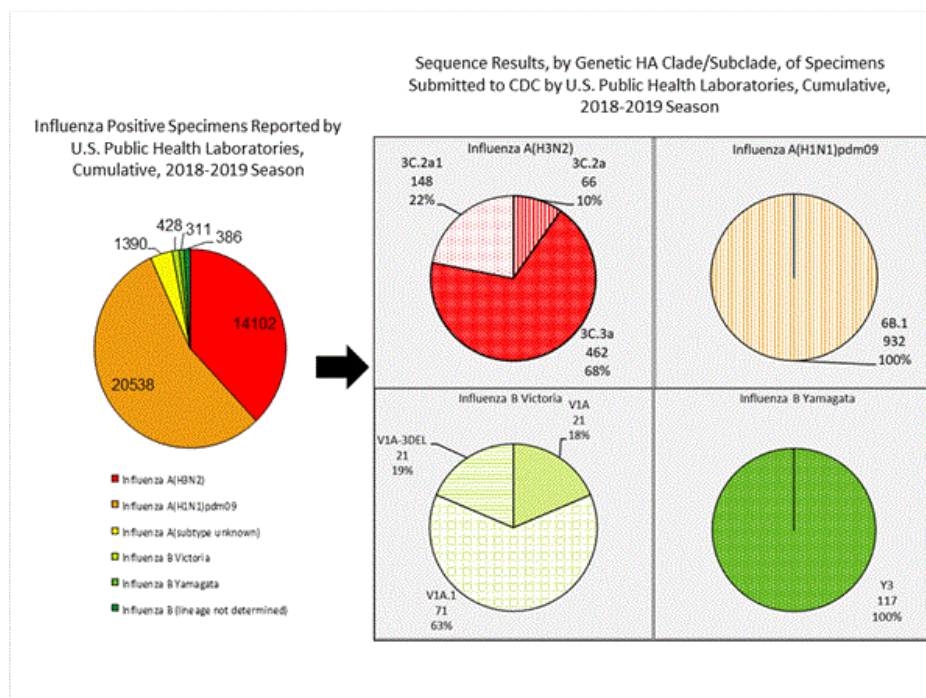 Sequence Results, by Genetic HA Clade/Subclade, of Specimens
Submitted to CDC by U.S. Public Health Laboratories, Cumulative,
2018-2019 Season
Influenza Positive Specimens Reported by
U.S. Public Health Laboratories,
Cumulative, 2018-2019 Season
1390
428
311
386
14102
20538
Influenza A(H3N2)
Influenza A(H1N1)pdm09
Influenza A(subtype unknown)
Influenza B Victoria
Influenza B Yamagata
Influenza B (lineage not determined)
Influenza A(H3N2)
3C.2a1
148
22%
3C.2a
66
10%
3C.3a
462
68%
Influenza A(H1N1)pdm09
6B.1
932
100%
Influenza B Victoria
V1A-3DEL
21
19%
V1A
21
18%
V1A.1
71
63%
Influenza B Yamagata
Y3
117
100%